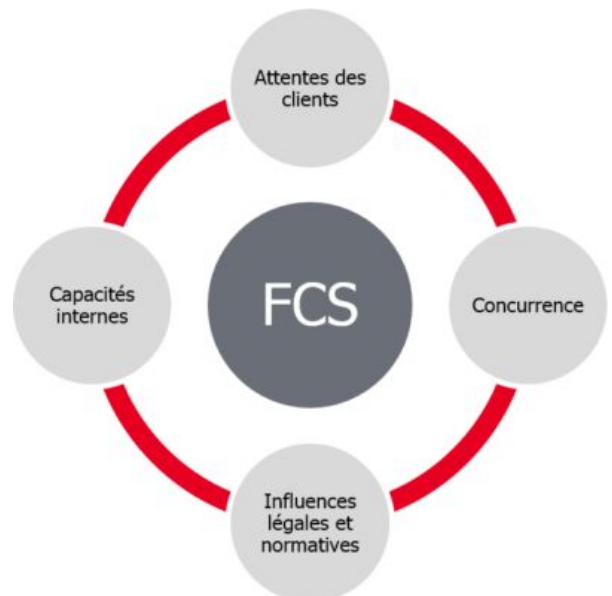 Attentes des
clients
Capacités
internes
FCS
Concurrence
Influences
légales et
normatives